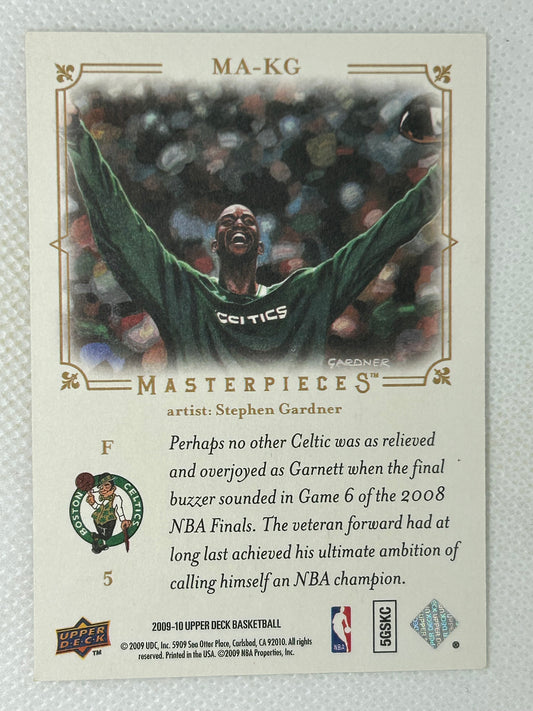 MA-KG
CELTICS
GARDNER
MASTERPIECES™
artist: Stephen Gardner
F
BOSTON CELTICS
5
Perhaps no other Celtic was as relieved
and overjoyed as Garnett when the final
buzzer sounded in Game 6 of the 2008
NBA Finals. The veteran forward had at
long last achieved his ultimate ambition of
calling himself an NBA champion.
2009-10 UPPER DECK BASKETBALL
© 2009 UDC, Inc. 5909 Sea Otter Place, Carlsbad, CA 92010. All rights
reserved. Printed in the USA. ©2009 NBA Properties, Inc.
UPPER
DECK
™
NBA
5GSKC
®